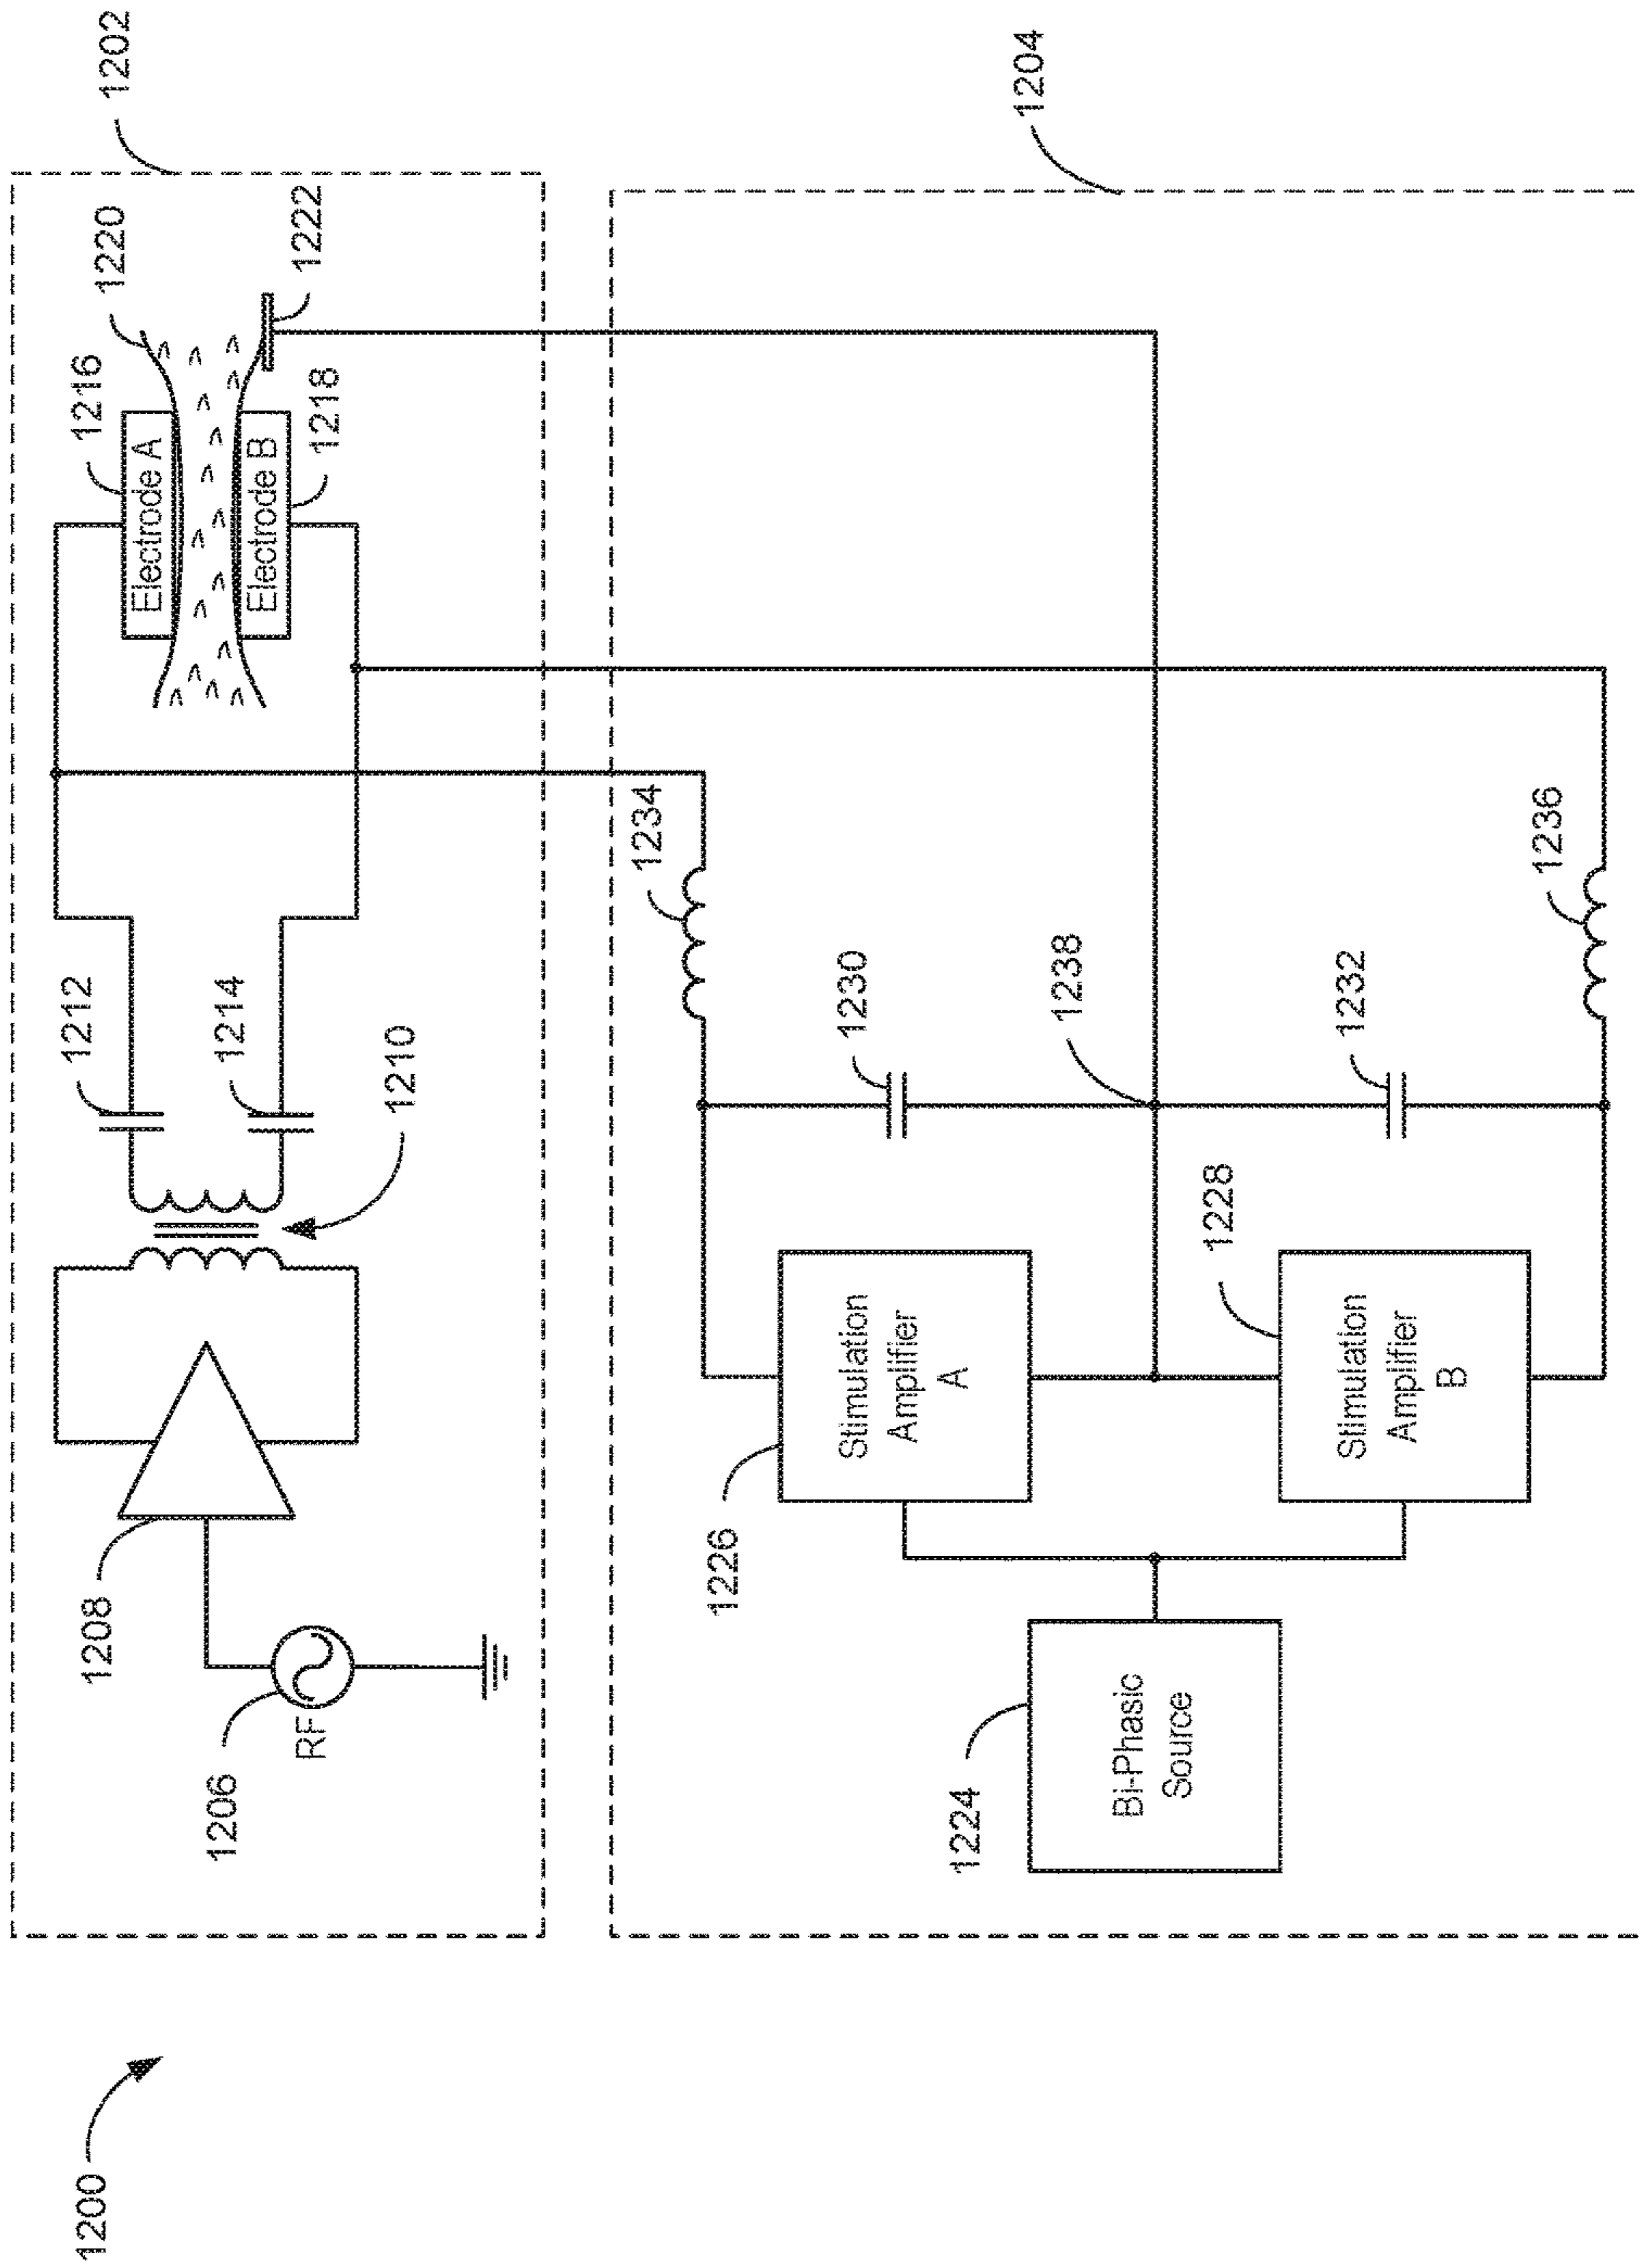 1200
1202
1206
RF
1208
1210
1212
1214
1216
Electrode A
Electrode B
1218
1220
1222
1204
1224
Bi-Phasic
Source
1226
Stimulation
Amplifier
A
1228
Stimulation
Amplifier
B
1230
1238
1232
1234
1236